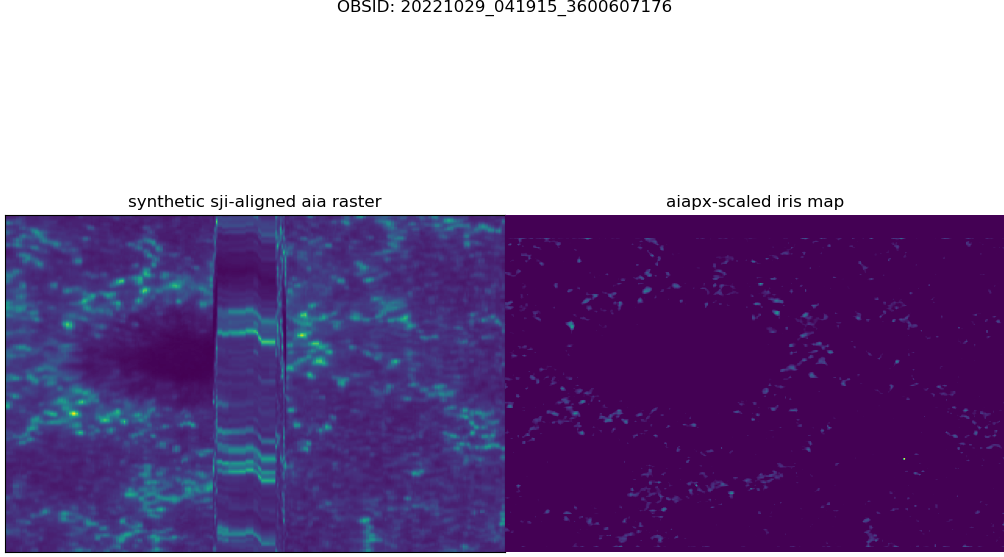 OBSID: 20221029_041915_3600607176
synthetic sji-aligned aia raster
aiapx-scaled iris map